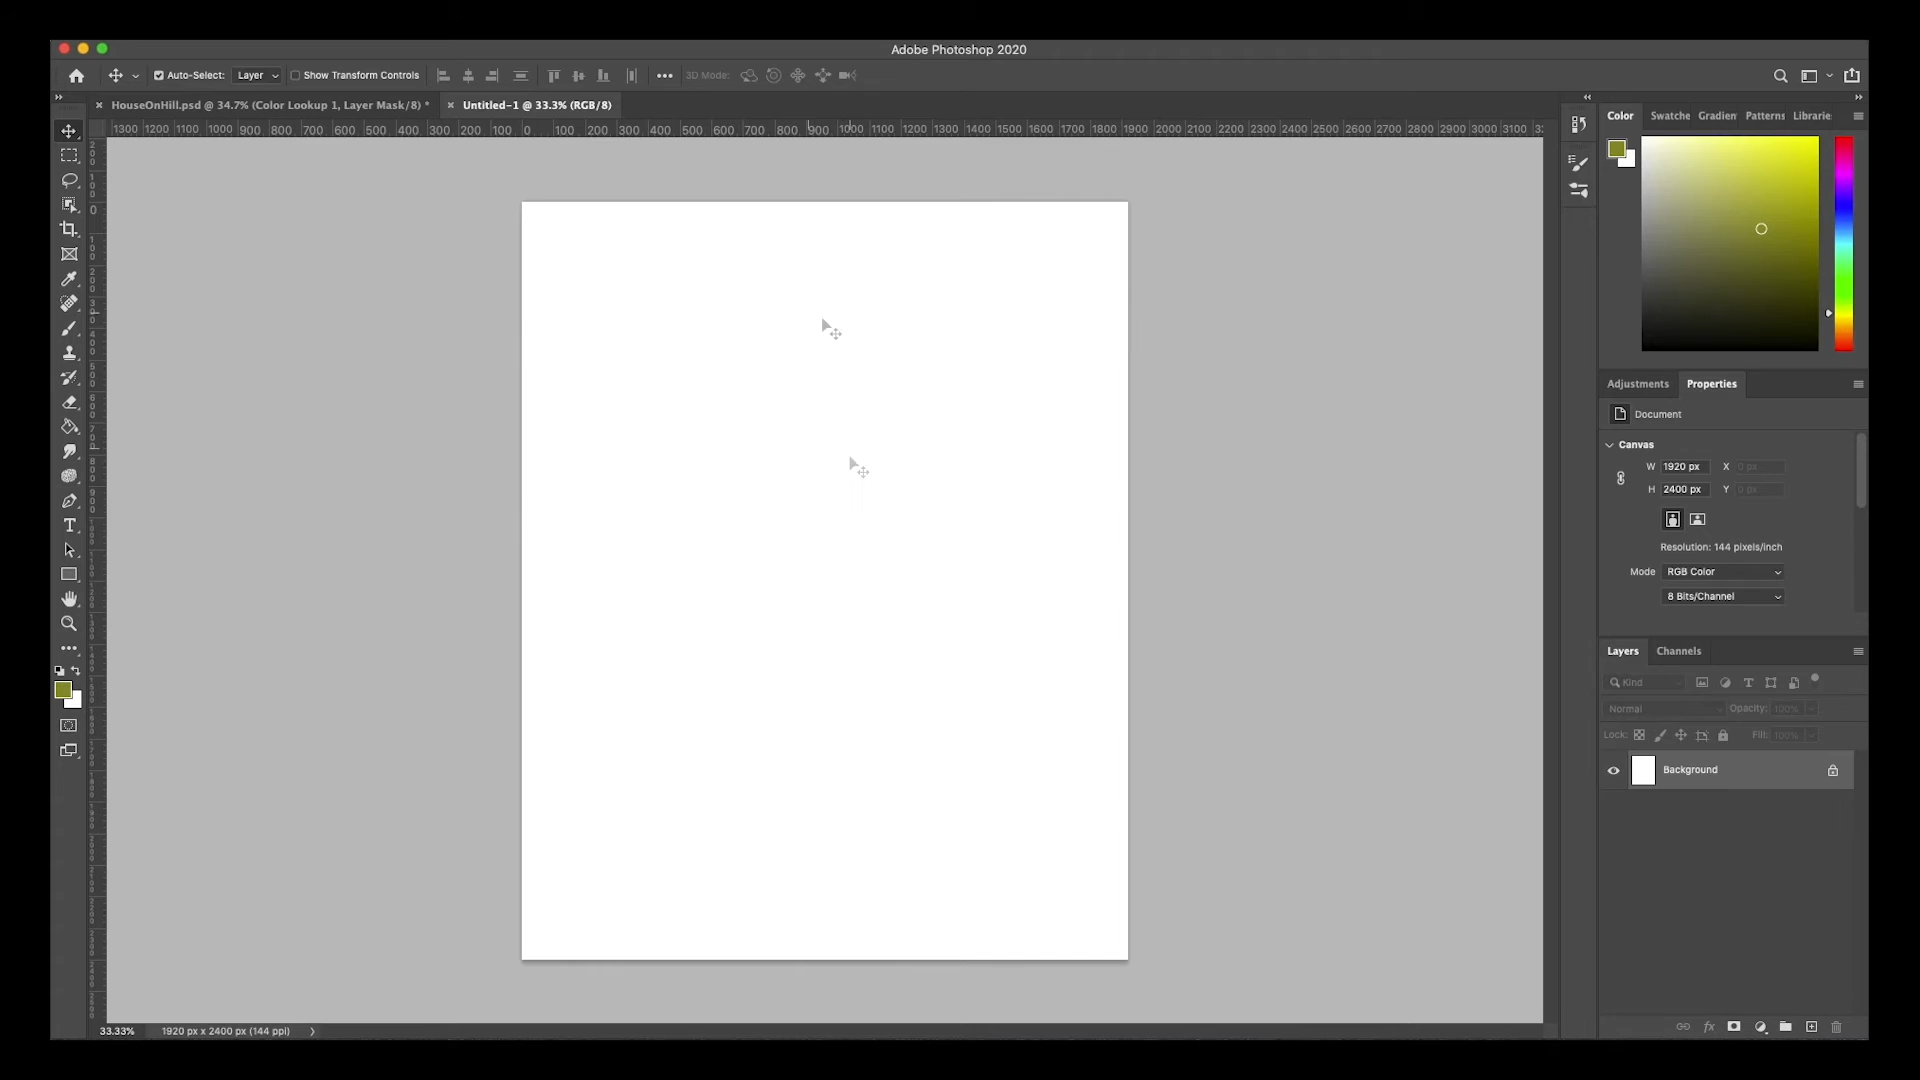 Adobe Photoshop 2020
Auto-Select: Layer Show Transform Controls 3D Mode:
HouseOnHill.psd @ 34.7% (Color Lookup 1, Layer Mask/8) * Untitled-1 @ 33.3% (RGB/8)
1300 1200 1100 1000 900 800 700 600 500 400 300 200 100 0 100 200 300 400 500 600 700 800 900 1000 1100 1200 1300 1400 1500 1600 1700 1800 1900 2000 2100 2200 2300 2400 2500 2600 2700 2800 2900 3000 3100
Color Swatche Gradien Patterns Librarie
Adjustments Properties
Document
Canvas
W 1920 px X 0 px
H 2400 px Y 0 px
Resolution: 144 pixels/inch
Mode RGB Color
8 Bits/Channel
Layers Channels
Kind
Normal Opacity: 100%
Lock: Fill: 100%
Background
fx
33.33% 1920 px x 2400 px (144 ppi)